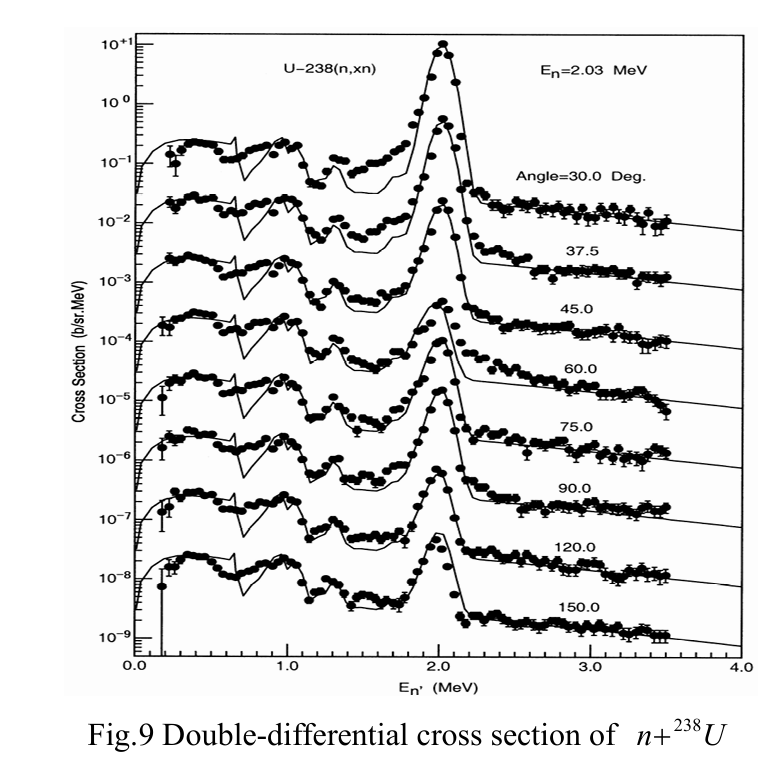 10+1
U-238(n,xn)
En=2.03 MeV
10 0
10-1
Angle=30.0 Deg.
10-2
37.5
10-3
45.0
10-4
60.0
10-5
75.0
10-6
90.0
10-7
120.0
10-8
150.0
10-9
Cross Section (b/sr.MeV)
0.0 1.0 2.0 3.0 4.0
En' (MeV)
Fig.9 Double-differential cross section of n+238U